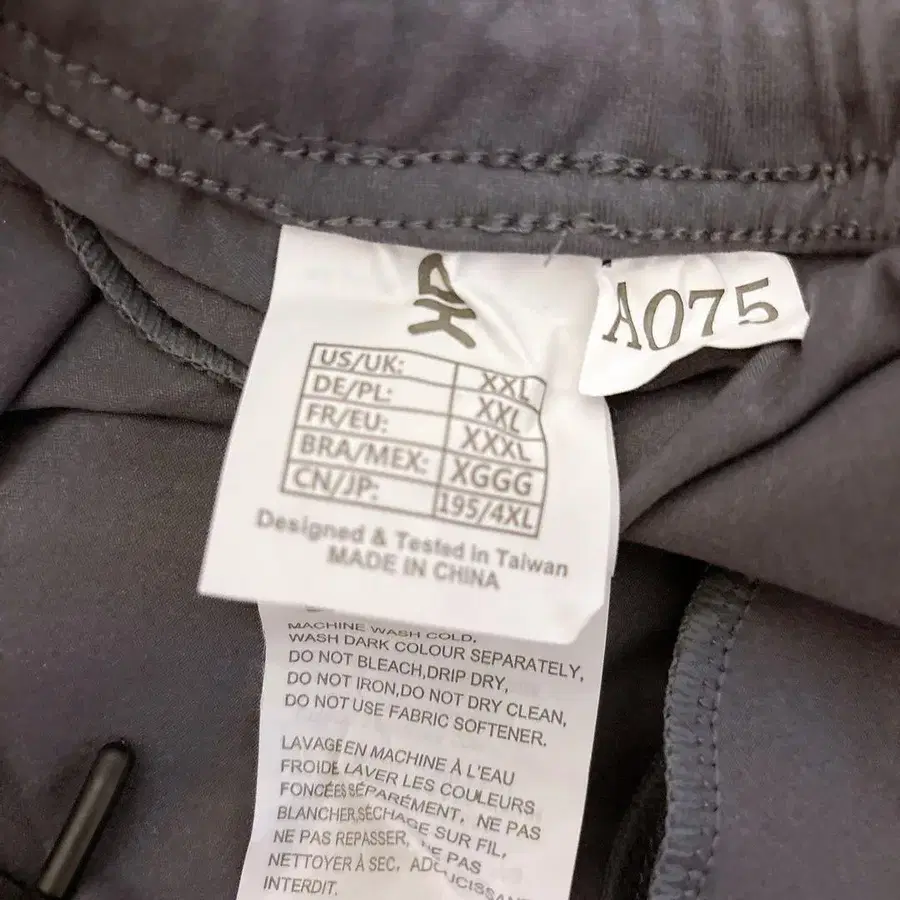 A075
US/UK: XXL
DE/PL: XXL
FR/EU: XXXL
BRA/MEX: XGGG
CN/JP: 195/4XL
Designed & Tested in Taiwan
MADE IN CHINA
MACHINE WASH COLD,
WASH DARK COLOUR SEPARATELY,
DO NOT BLEACH,DRIP DRY,
DO NOT IRON,DO NOT DRY CLEAN,
DO NOT USE FABRIC SOFTENER.
LAVAGE EN MACHINE À L'EAU
FROIDE LAVER LES COULEURS
FONCÉES SÉPARÉMENT, NE PAS
BLANCHER,SÉCHAGE SUR FIL,
NE PAS REPASSER, NE PAS
NETTOYER À SEC,
INTERDIT.